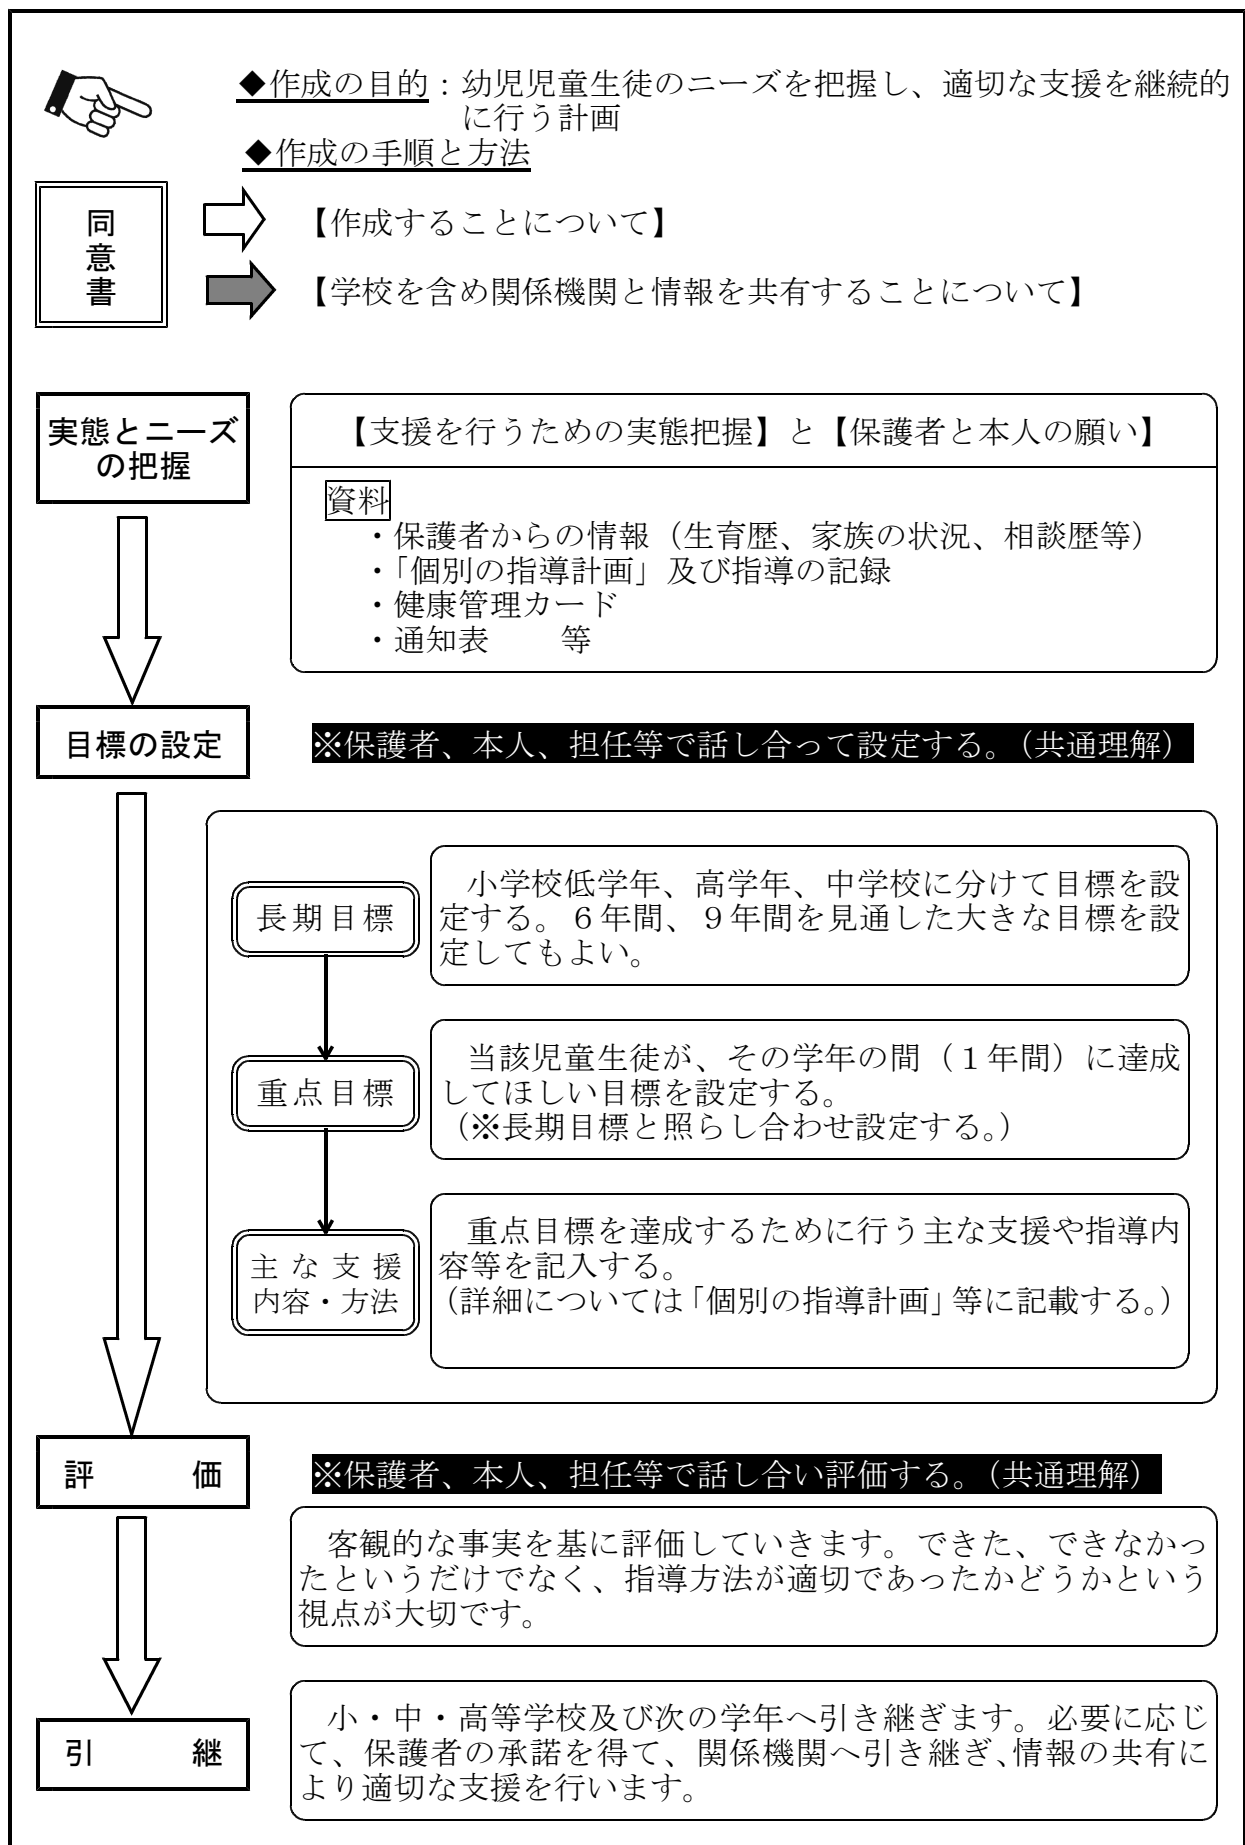 ◆作成の目的：幼児児童生徒のニーズを把握し、適切な支援を継続的
に行う計画
◆作成の手順と方法
同意書
【作成することについて】
【学校を含め関係機関と情報を共有することについて】
実態とニーズ
の把握
【支援を行うための実態把握】と【保護者と本人の願い】
資料
・保護者からの情報（生育歴、家族の状況、相談歴等）
・「個別の指導計画」及び指導の記録
・健康管理カード
・通知表　　等
目標の設定
※保護者、本人、担任等で話し合って設定する。（共通理解）
長期目標
小学校低学年、高学年、中学校に分けて目標を設
定する。６年間、９年間を見通した大きな目標を設
定してもよい。
重点目標
当該児童生徒が、その学年の間（１年間）に達成
してほしい目標を設定する。
（※長期目標と照らし合わせ設定する。）
主な支援
内容・方法
重点目標を達成するために行う主な支援や指導内
容等を記入する。
（詳細については「個別の指導計画」等に記載する。）
評　　価
※保護者、本人、担任等で話し合い評価する。（共通理解）
客観的な事実を基に評価していきます。できた、できなかっ
たというだけでなく、指導方法が適切であったかどうかという
視点が大切です。
引　　継
小・中・高等学校及び次の学年へ引き継ぎます。必要に応じ
て、保護者の承諾を得て、関係機関へ引き継ぎ、情報の共有に
より適切な支援を行います。